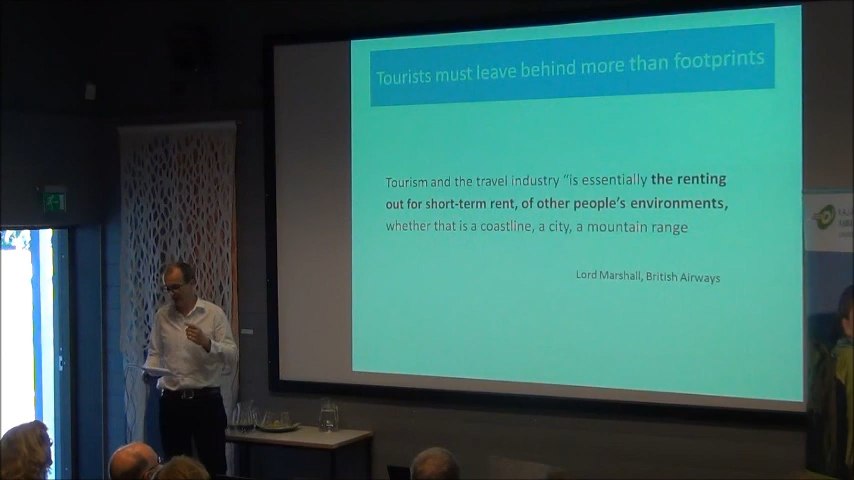 Tourists must leave behind more than footprints
Tourism and the travel industry “is essentially the renting
out for short-term rent, of other people’s environments,
whether that is a coastline, a city, a mountain range
Lord Marshall, British Airways